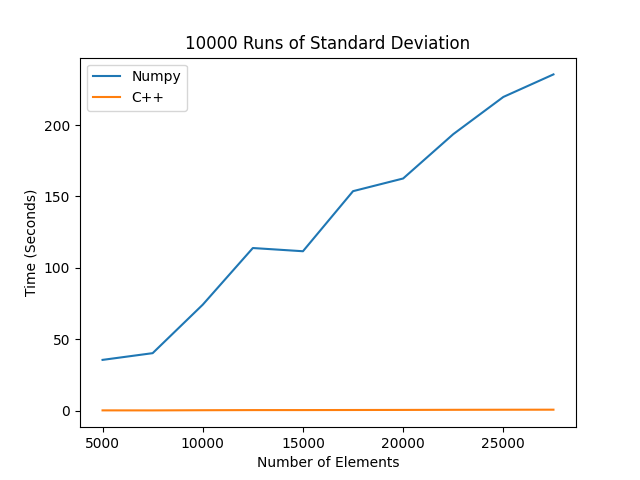 10000 Runs of Standard Deviation
Numpy
C++
200
150
100
50
0
Time (Seconds)
5000 10000 15000 20000 25000
Number of Elements